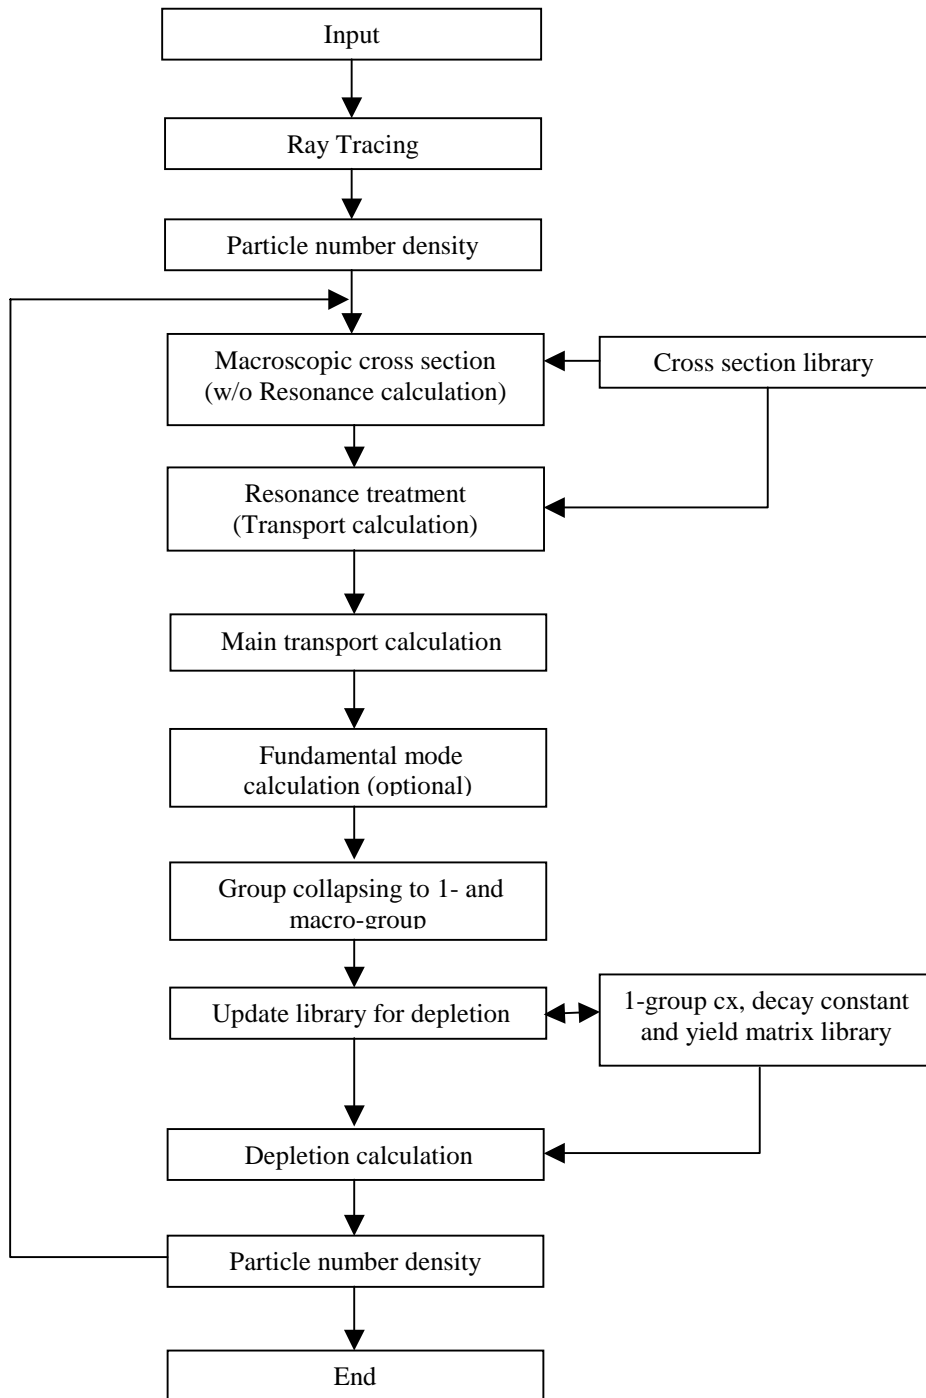 Input
Ray Tracing
Particle number density
Macroscopic cross section
(w/o Resonance calculation)
Cross section library
Resonance treatment
(Transport calculation)
Main transport calculation
Fundamental mode
calculation (optional)
Group collapsing to 1- and
macro-group
Update library for depletion
1-group cx, decay constant
and yield matrix library
Depletion calculation
Particle number density
End